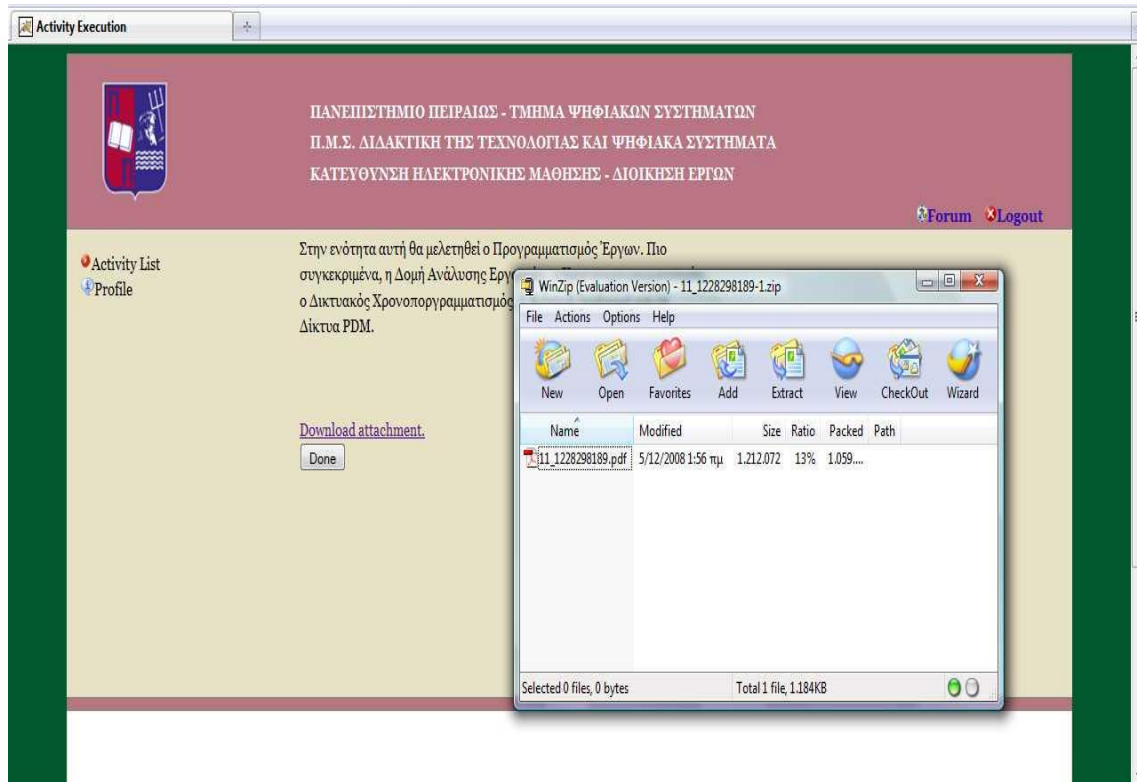 Activity Execution
ΠΑΝΕΠΙΣΤΗΜΙΟ ΠΕΙΡΑΙΩΣ - ΤΜΗΜΑ ΨΗΦΙΑΚΩΝ ΣΥΣΤΗΜΑΤΩΝ
Π.Μ.Σ. ΔΙΔΑΚΤΙΚΗ ΤΗΣ ΤΕΧΝΟΛΟΓΙΑΣ ΚΑΙ ΨΗΦΙΑΚΑ ΣΥΣΤΗΜΑΤΑ
ΚΑΤΕΥΘΥΝΣΗ ΗΛΕΚΤΡΟΝΙΚΗΣ ΜΑΘΗΣΗΣ - ΔΙΟΙΚΗΣΗ ΕΡΓΩΝ
Forum Logout
Activity List
Profile
Στην ενότητα αυτή θα μελετηθεί ο Προγραμματισμός Έργων. Πιο
συγκεκριμένα, η Δομή Ανάλυσης
ο Δικτυακός Χρονοπορογραμματισμός
Δίκτυα PDM.
Download attachment.
Done
WinZip (Evaluation Version) - 11_1228298189-1.zip
File Actions Options Help
New Open Favorites Add Extract View CheckOut Wizard
Name Modified Size Ratio Packed Path
11_1228298189.pdf 5/12/2008 1:56 πμ 1.212.072 13% 1.059....
Selected 0 files, 0 bytes Total 1 file, 1.184KB